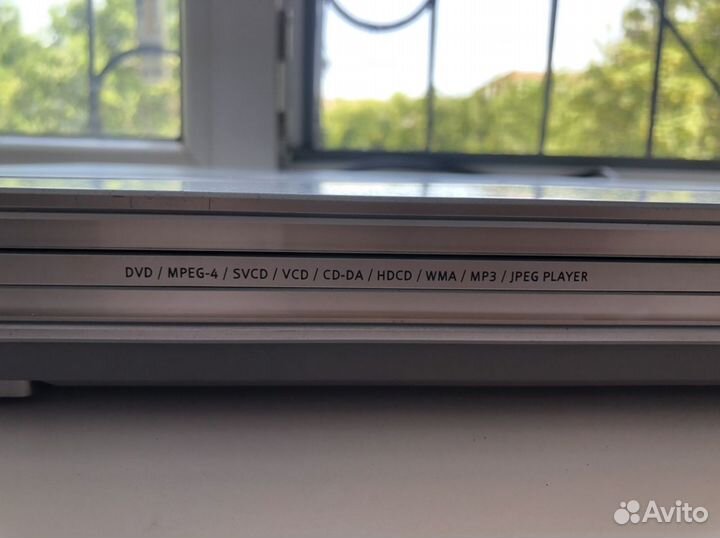 DVD / MPEG-4 / SVCD / VCD / CD-DA / HDCD / WMA / MP3 / JPEG PLAYER
Avito